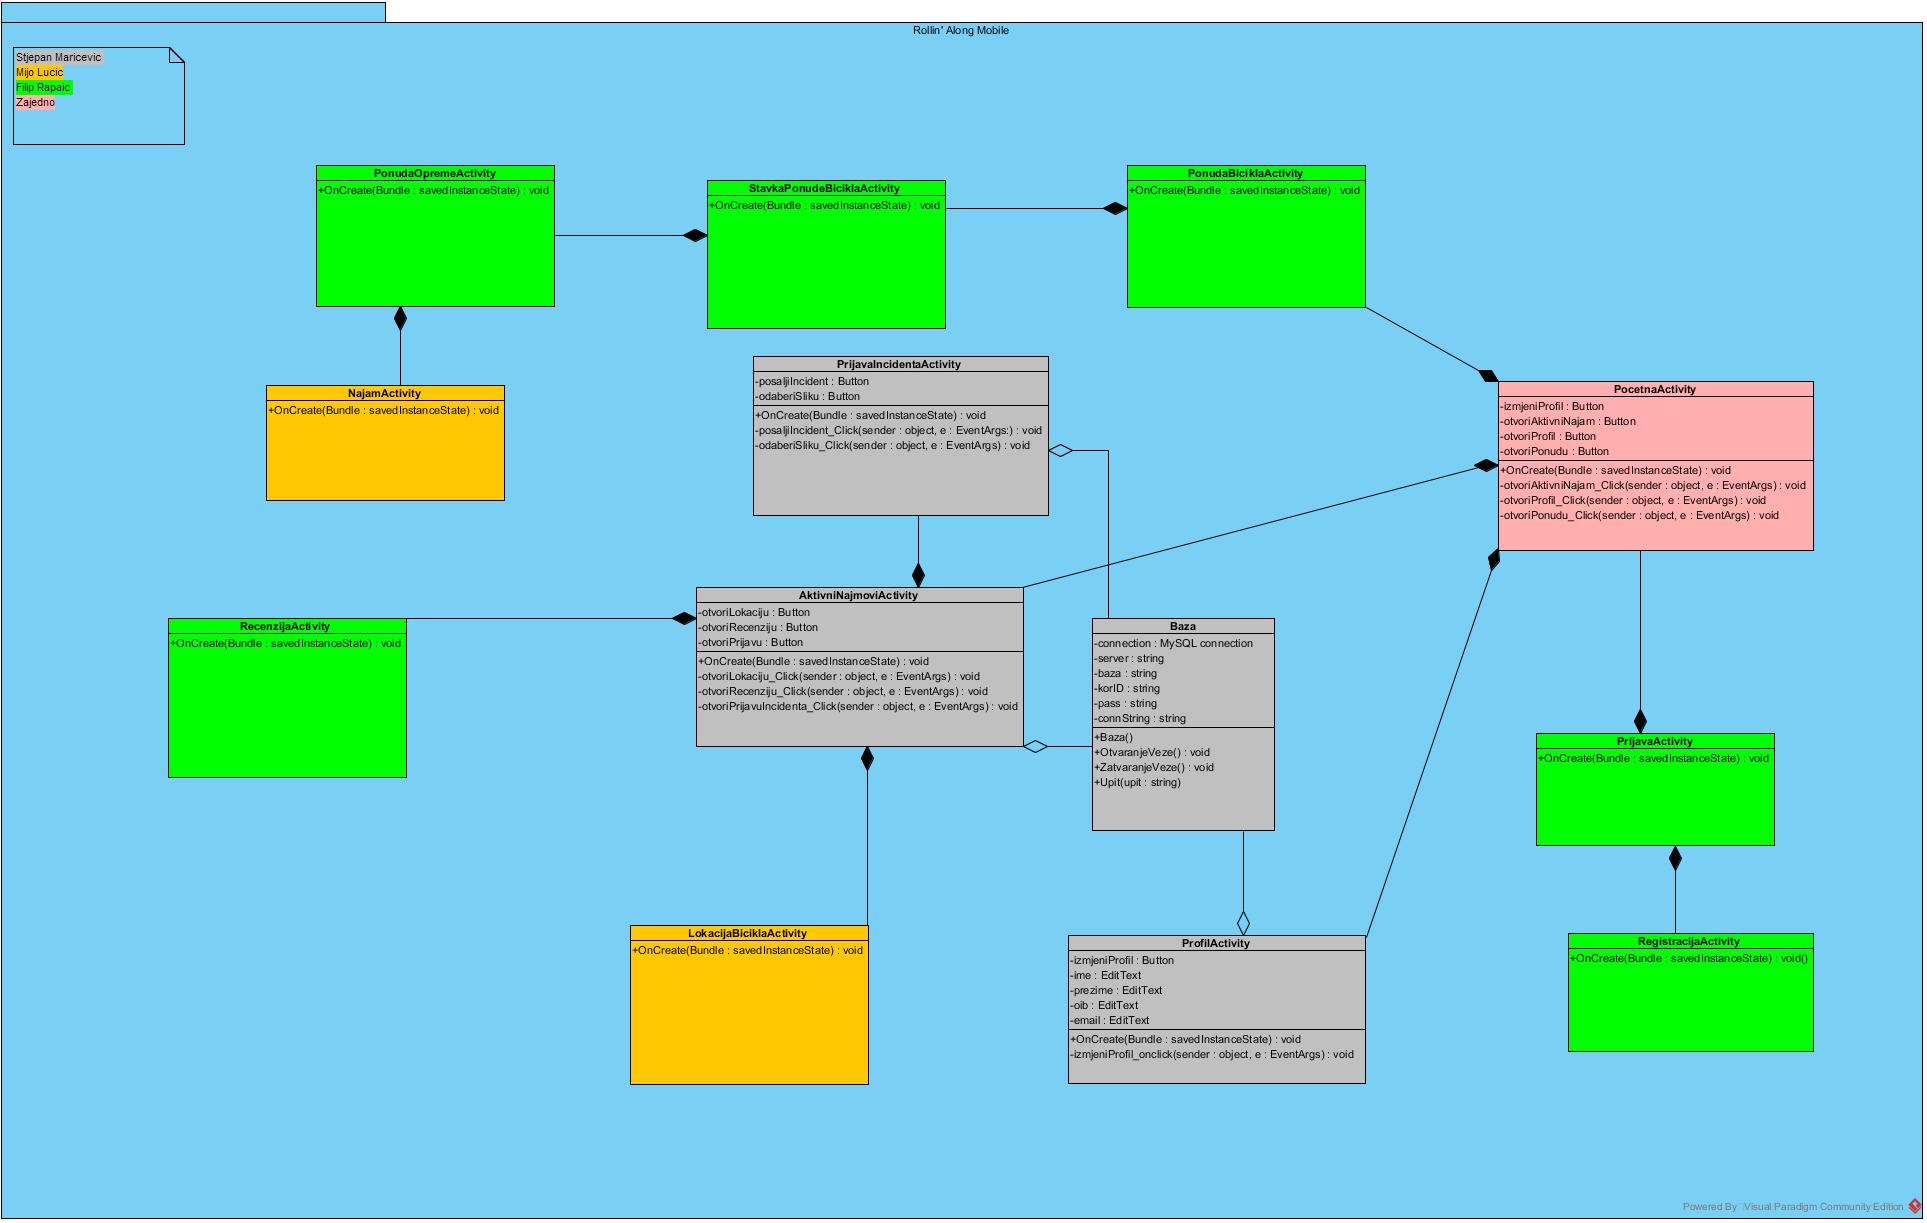 Rollin' Along Mobile
Stjepan Maricevic
Mijo Lucic
Filip Rapaic
Zajedno
PonudaOpremeActivity
+OnCreate(Bundle : savedInstanceState) : void
StavkaPonudeBiciklaActivity
+OnCreate(Bundle : savedInstanceState) : void
PonudaBiciklaActivity
+OnCreate(Bundle : savedInstanceState) : void
NajamActivity
+OnCreate(Bundle : savedInstanceState) : void
PrijavaIncidentaActivity
-posaljiIncident : Button
-odaberiSliku : Button
+OnCreate(Bundle : savedInstanceState) : void
-posaljiIncident_Click(sender : object, e : EventArgs:) : void
-odaberiSliku_Click(sender : object, e : EventArgs) : void
PocetnaActivity
-izmjeniProfil : Button
-otvoriAktivniNajam : Button
-otvoriProfil : Button
-otvoriPonudu : Button
+OnCreate(Bundle : savedInstanceState) : void
-otvoriAktivniNajam_Click(sender : object, e : EventArgs) : void
-otvoriProfil_Click(sender : object, e : EventArgs) : void
-otvoriPonudu_Click(sender : object, e : EventArgs) : void
RecenzijaActivity
+OnCreate(Bundle : savedInstanceState) : void
AktivniNajmoviActivity
-otvoriLokaciju : Button
-otvoriRecenziju : Button
-otvoriPrijavu : Button
+OnCreate(Bundle : savedInstanceState) : void
-otvoriLokaciju_Click(sender : object, e : EventArgs) : void
-otvoriRecenziju_Click(sender : object, e : EventArgs) : void
-otvoriPrijavuIncidenta_Click(sender : object, e : EventArgs) : void
Baza
-connection : MySQL connection
-server : string
-baza : string
-korID : string
-pass : string
-connString : string
+Baza()
+OtvaranjeVeze() : void
+ZatvaranjeVeze() : void
+Upit(upit : string)
PrijavaActivity
+OnCreate(Bundle : savedInstanceState) : void
LokacijaBiciklaActivity
+OnCreate(Bundle : savedInstanceState) : void
ProfilActivity
-izmjeniProfil : Button
-ime : EditText
-prezime : EditText
-oib : EditText
-email : EditText
+OnCreate(Bundle : savedInstanceState) : void
-izmjeniProfil_onclick(sender : object, e : EventArgs) : void
RegistracijaActivity
+OnCreate(Bundle : savedInstanceState) : void()
Powered By Visual Paradigm Community Edition